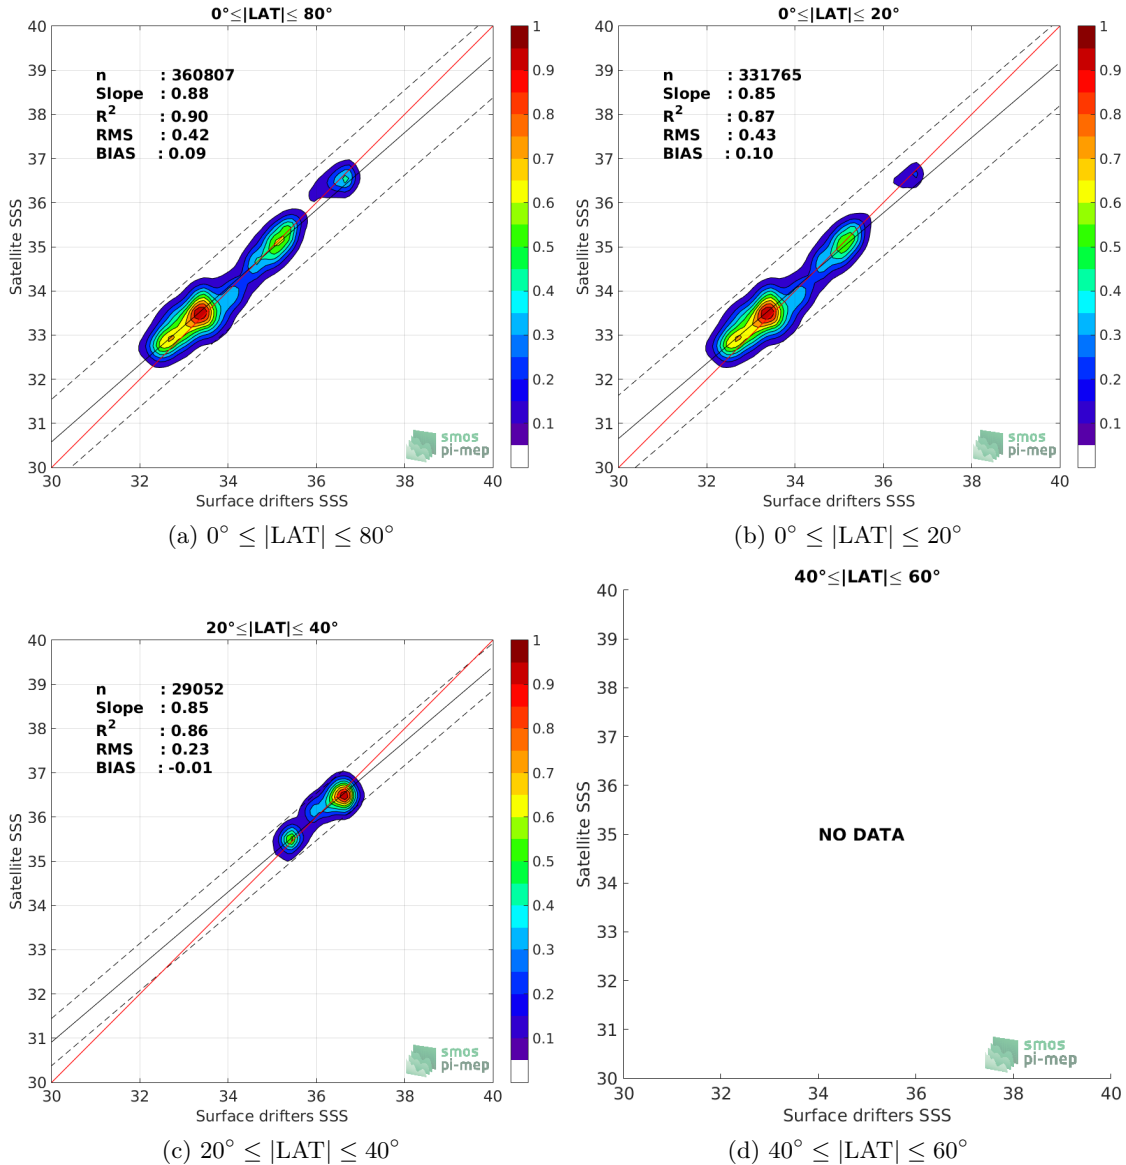 0°≤|LAT|≤ 80°
40
39
38
37
36
35
34
33
32
31
30
Satellite SSS
n : 360807
Slope : 0.88
R2 : 0.90
RMS : 0.42
BIAS : 0.09
1
0.9
0.8
0.7
0.6
0.5
0.4
0.3
0.2
0.1
smos
pi-mep
30 32 34 36 38 40
Surface drifters SSS
(a) 0° ≤ |LAT| ≤ 80°
0°≤|LAT|≤ 20°
40
39
38
37
36
35
34
33
32
31
30
Satellite SSS
n : 331765
Slope : 0.85
R2 : 0.87
RMS : 0.43
BIAS : 0.10
1
0.9
0.8
0.7
0.6
0.5
0.4
0.3
0.2
0.1
smos
pi-mep
30 32 34 36 38 40
Surface drifters SSS
(b) 0° ≤ |LAT| ≤ 20°
20°≤|LAT|≤ 40°
40
39
38
37
36
35
34
33
32
31
30
Satellite SSS
n : 29052
Slope : 0.85
R2 : 0.86
RMS : 0.23
BIAS : -0.01
1
0.9
0.8
0.7
0.6
0.5
0.4
0.3
0.2
0.1
smos
pi-mep
30 32 34 36 38 40
Surface drifters SSS
(c) 20° ≤ |LAT| ≤ 40°
40°≤|LAT|≤ 60°
40
39
38
37
36
35
34
33
32
31
30
Satellite SSS
NO DATA
smos
pi-mep
30 32 34 36 38 40
Surface drifters SSS
(d) 40° ≤ |LAT| ≤ 60°